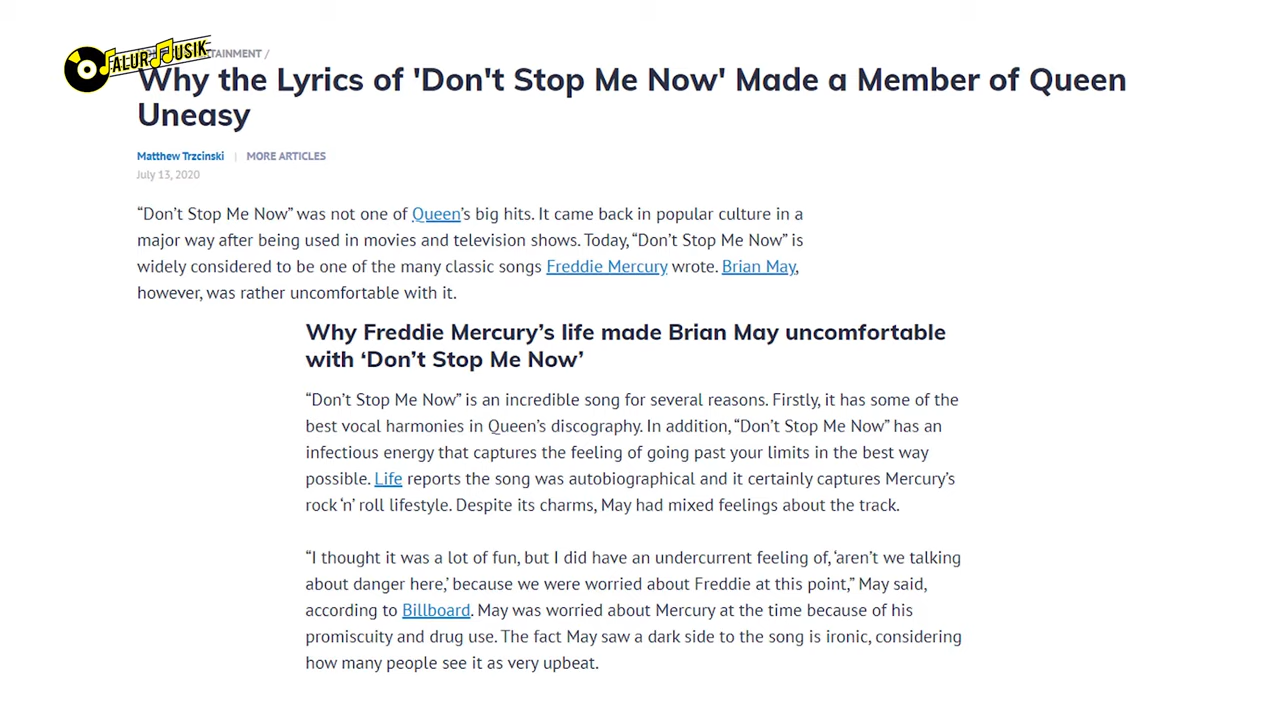 ALUR MUSIK
TAINMENT /
Why the Lyrics of 'Don't Stop Me Now' Made a Member of Queen
Uneasy
Matthew Trzcinski | MORE ARTICLES
July 13, 2020
“Don’t Stop Me Now” was not one of Queen’s big hits. It came back in popular culture in a
major way after being used in movies and television shows. Today, “Don’t Stop Me Now” is
widely considered to be one of the many classic songs Freddie Mercury wrote. Brian May,
however, was rather uncomfortable with it.
Why Freddie Mercury’s life made Brian May uncomfortable
with ‘Don’t Stop Me Now’
“Don’t Stop Me Now” is an incredible song for several reasons. Firstly, it has some of the
best vocal harmonies in Queen’s discography. In addition, “Don’t Stop Me Now” has an
infectious energy that captures the feeling of going past your limits in the best way
possible. Life reports the song was autobiographical and it certainly captures Mercury’s
rock ‘n’ roll lifestyle. Despite its charms, May had mixed feelings about the track.
“I thought it was a lot of fun, but I did have an undercurrent feeling of, ‘aren’t we talking
about danger here,’ because we were worried about Freddie at this point,” May said,
according to Billboard. May was worried about Mercury at the time because of his
promiscuity and drug use. The fact May saw a dark side to the song is ironic, considering
how many people see it as very upbeat.